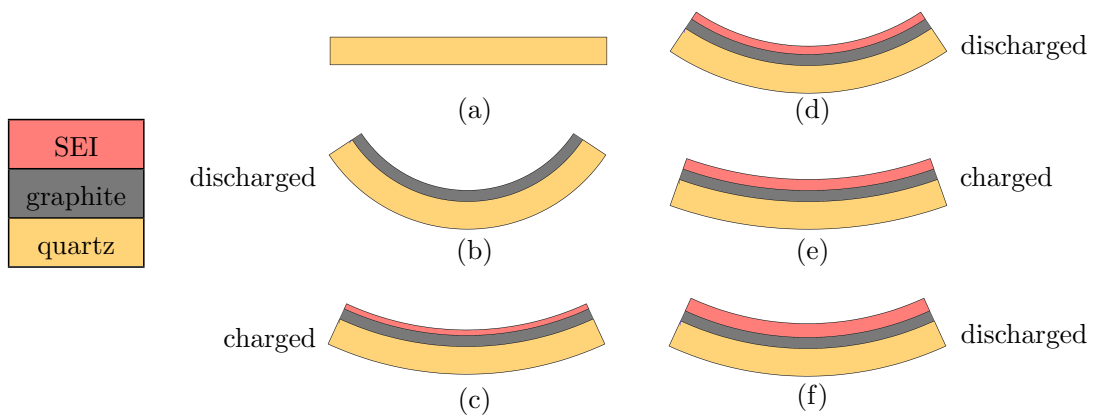 SEI
graphite
quartz
(a)
discharged
(b)
charged
(c)
discharged
(d)
charged
(e)
discharged
(f)